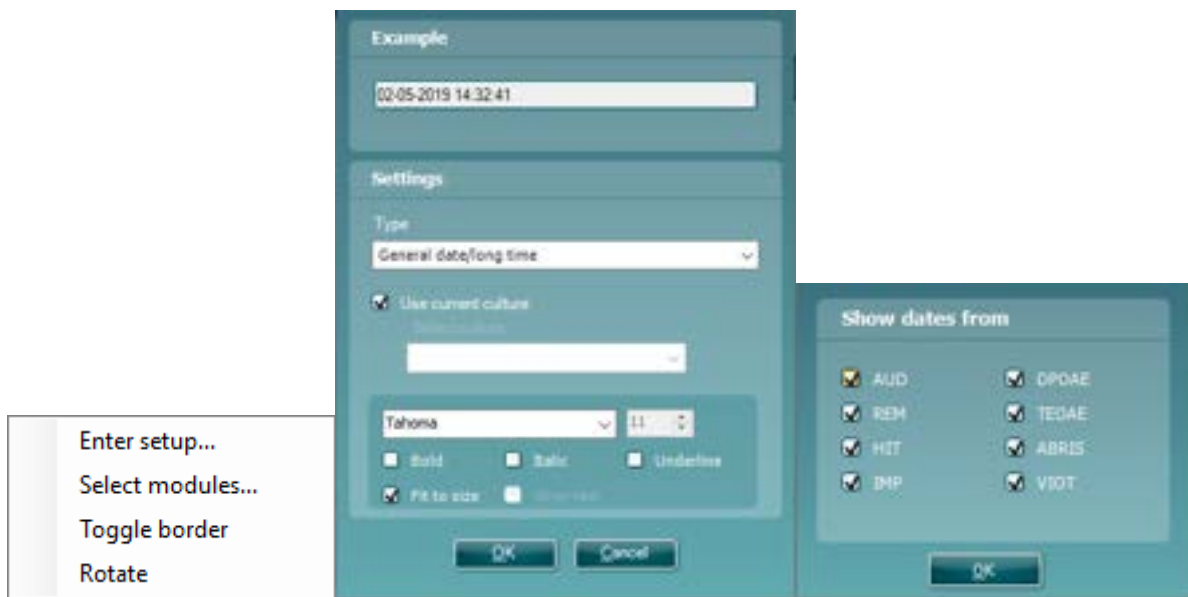 Enter setup...
Select modules...
Toggle border
Rotate
Example
02-05-2019 14:32:41
Settings
Type
General date/long time
Use current culture
Tahoma 11
Bold Italic Underline
Fit to size
OK Cancel
Show dates from
AUD DPOAE
REM TEOAE
HIT ABRIS
IMP VIOT
OK